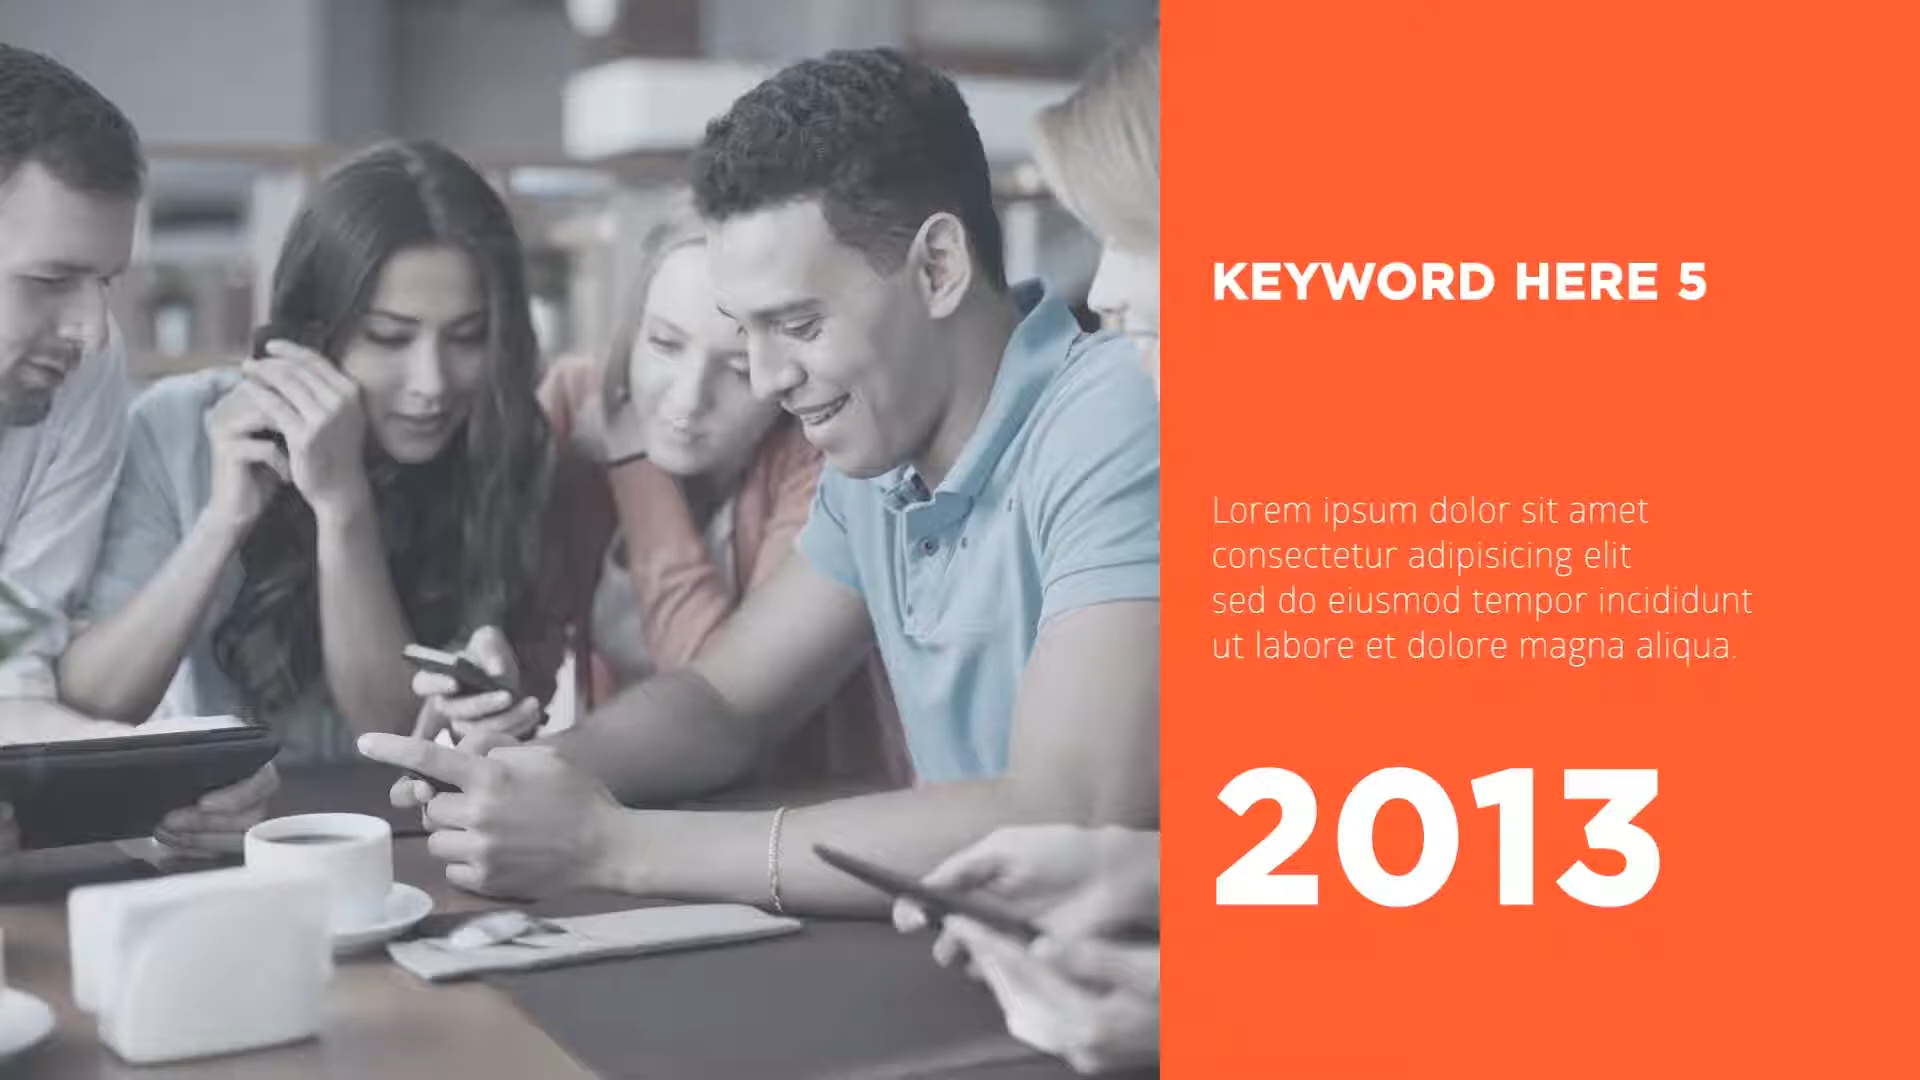 KEYWORD HERE 5
Lorem ipsum dolor sit amet
consectetur adipisicing elit
sed do eiusmod tempor incididunt
ut labore et dolore magna aliqua.
2013